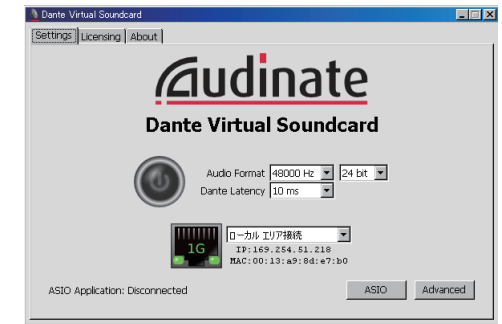 Dante Virtual Soundcard
Settings Licensing About
Audinate
Dante Virtual Soundcard
Audio Format 48000 Hz 24 bit
Dante Latency 10 ms
ローカル エリア接続
1G
IP:169.254.51.218
MAC:00:13:a9:8d:e7:b0
ASIO Application: Disconnected ASIO Advanced